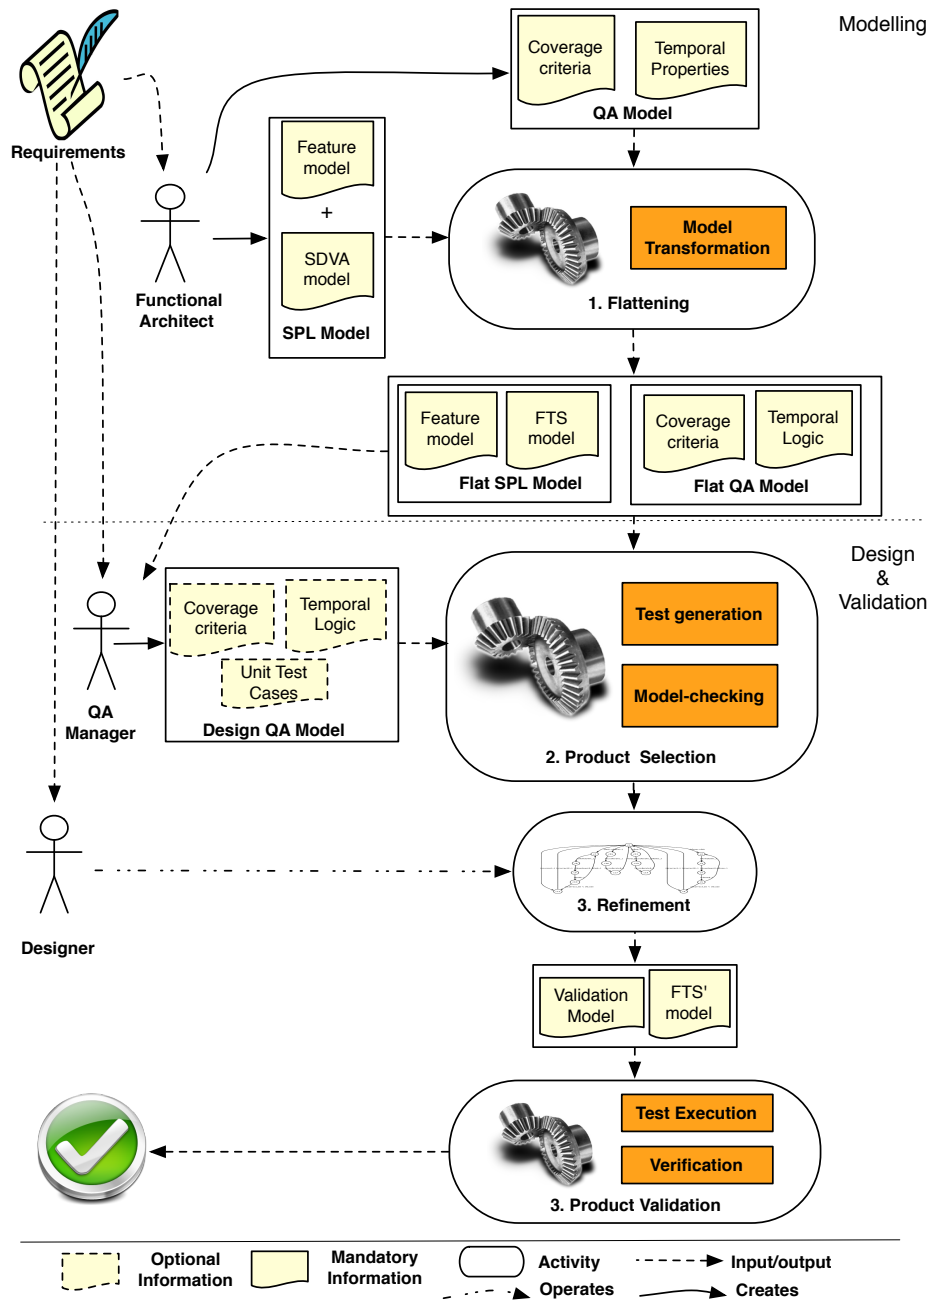 Modelling
Coverage
criteria
Temporal
Properties
QA Model
Requirements
Feature
model
+
SDVA
model
SPL Model
Functional
Architect
Model
Transformation
1. Flattening
Feature
model
FTS
model
Flat SPL Model
Coverage
criteria
Temporal
Logic
Flat QA Model
Design
&
Validation
Coverage
criteria
Temporal
Logic
Unit Test
Cases
Design QA Model
QA
Manager
Test generation
Model-checking
2. Product Selection
3. Refinement
Designer
Validation
Model
FTS'
model
Test Execution
Verification
3. Product Validation
Optional
Information
Mandatory
Information
Activity
Input/output
Operates
Creates